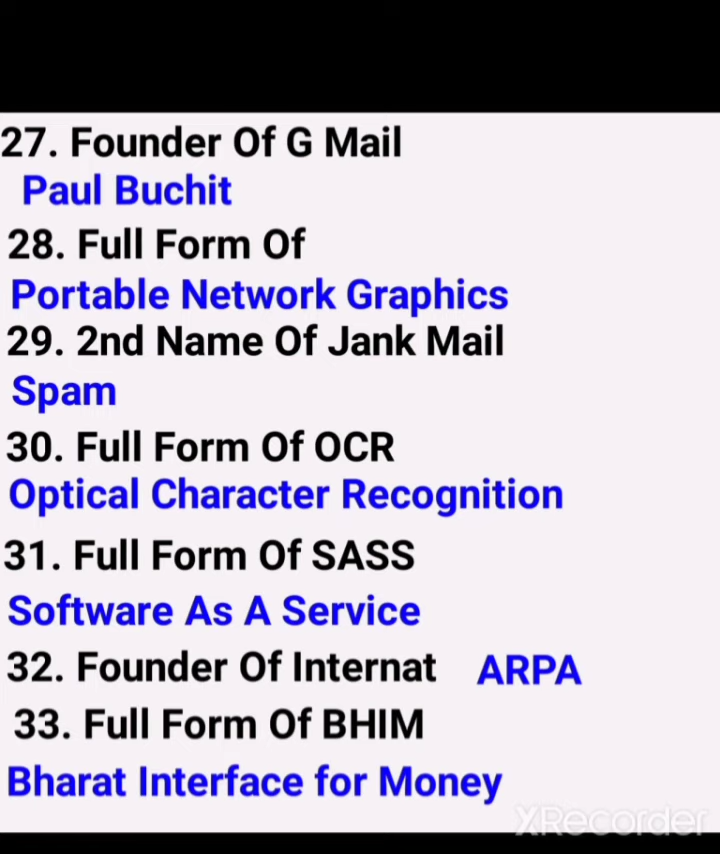 27. Founder Of G Mail
Paul Buchit
28. Full Form Of
Portable Network Graphics
29. 2nd Name Of Jank Mail
Spam
30. Full Form Of OCR
Optical Character Recognition
31. Full Form Of SASS
Software As A Service
32. Founder Of Internat ARPA
33. Full Form Of BHIM
Bharat Interface for Money
XRecorder